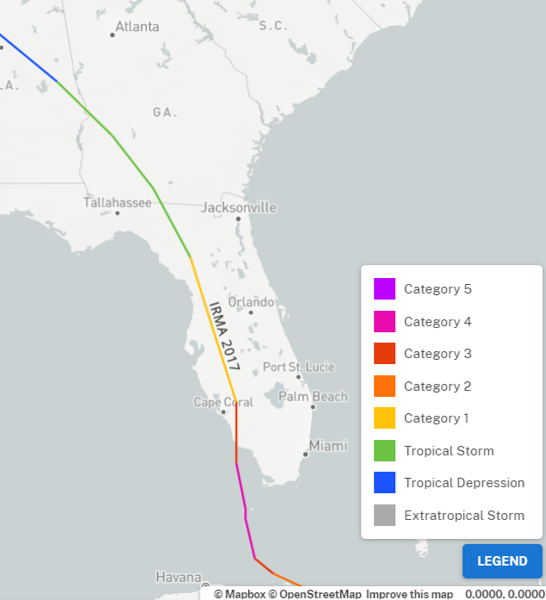 Atlanta
S.C.
LA.
GA.
Tallahassee
Jacksonville
Orlando
IRMA 2017
Port St. Lucie
Cape Coral
Palm Beach
Miami
Havana
Category 5
Category 4
Category 3
Category 2
Category 1
Tropical Storm
Tropical Depression
Extratropical Storm
LEGEND
© Mapbox © OpenStreetMap Improve this map 0.0000, 0.0000